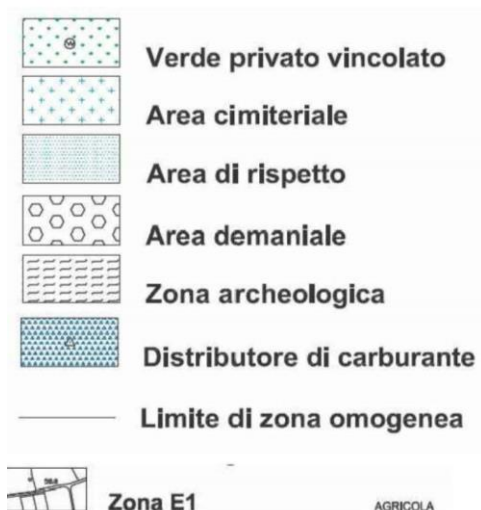 Verde privato vincolato
Area cimiteriale
Area di rispetto
Area demaniale
Zona archeologica
Distributore di carburante
Limite di zona omogenea
Zona E1 AGRICOLA